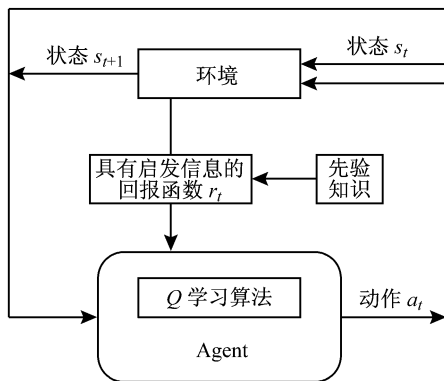 状态 s_{t+1}
环境
状态 s_t
具有启发信息的
回报函数 r_t
先验
知识
Q 学习算法
动作 a_t
Agent